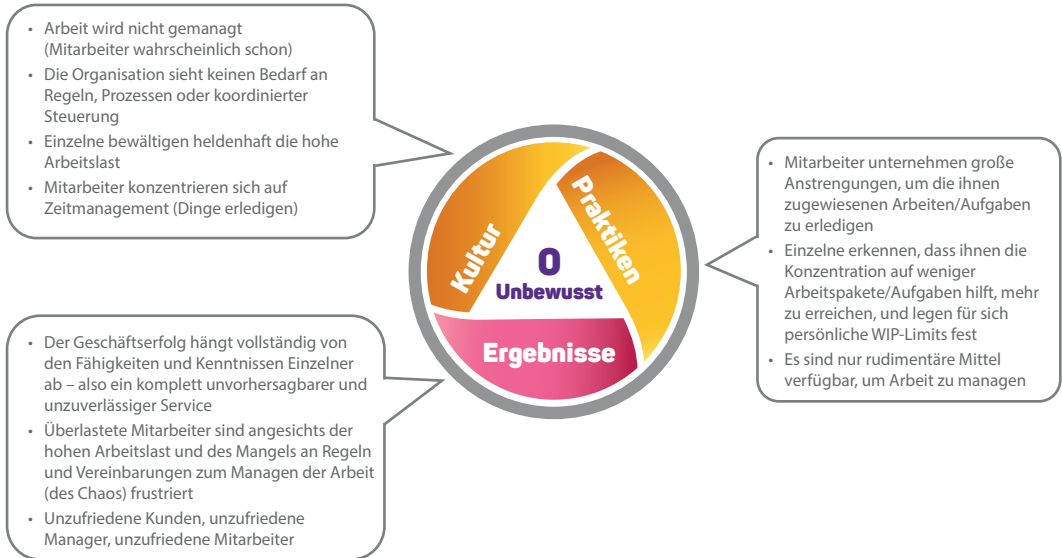 • Arbeit wird nicht gemanagt
(Mitarbeiter wahrscheinlich schon)
• Die Organisation sieht keinen Bedarf an
Regeln, Prozessen oder koordinierter
Steuerung
• Einzelne bewältigen heldenhaft die hohe
Arbeitslast
• Mitarbeiter konzentrieren sich auf
Zeitmanagement (Dinge erledigen)
Kultur
Praktiken
0
Unbewusst
Ergebnisse
• Mitarbeiter unternehmen große
Anstrengungen, um die ihnen
zugewiesenen Arbeiten/Aufgaben
zu erledigen
• Einzelne erkennen, dass ihnen die
Konzentration auf weniger
Arbeitspakete/Aufgaben hilft, mehr
zu erreichen, und legen für sich
persönliche WIP-Limits fest
• Es sind nur rudimentäre Mittel
verfügbar, um Arbeit zu managen
• Der Geschäftserfolg hängt vollständig von
den Fähigkeiten und Kenntnissen Einzelner
ab – also ein komplett unvorhersagbarer und
unzuverlässiger Service
• Überlastete Mitarbeiter sind angesichts der
hohen Arbeitslast und des Mangels an Regeln
und Vereinbarungen zum Managen der Arbeit
(des Chaos) frustriert
• Unzufriedene Kunden, unzufriedene
Manager, unzufriedene Mitarbeiter